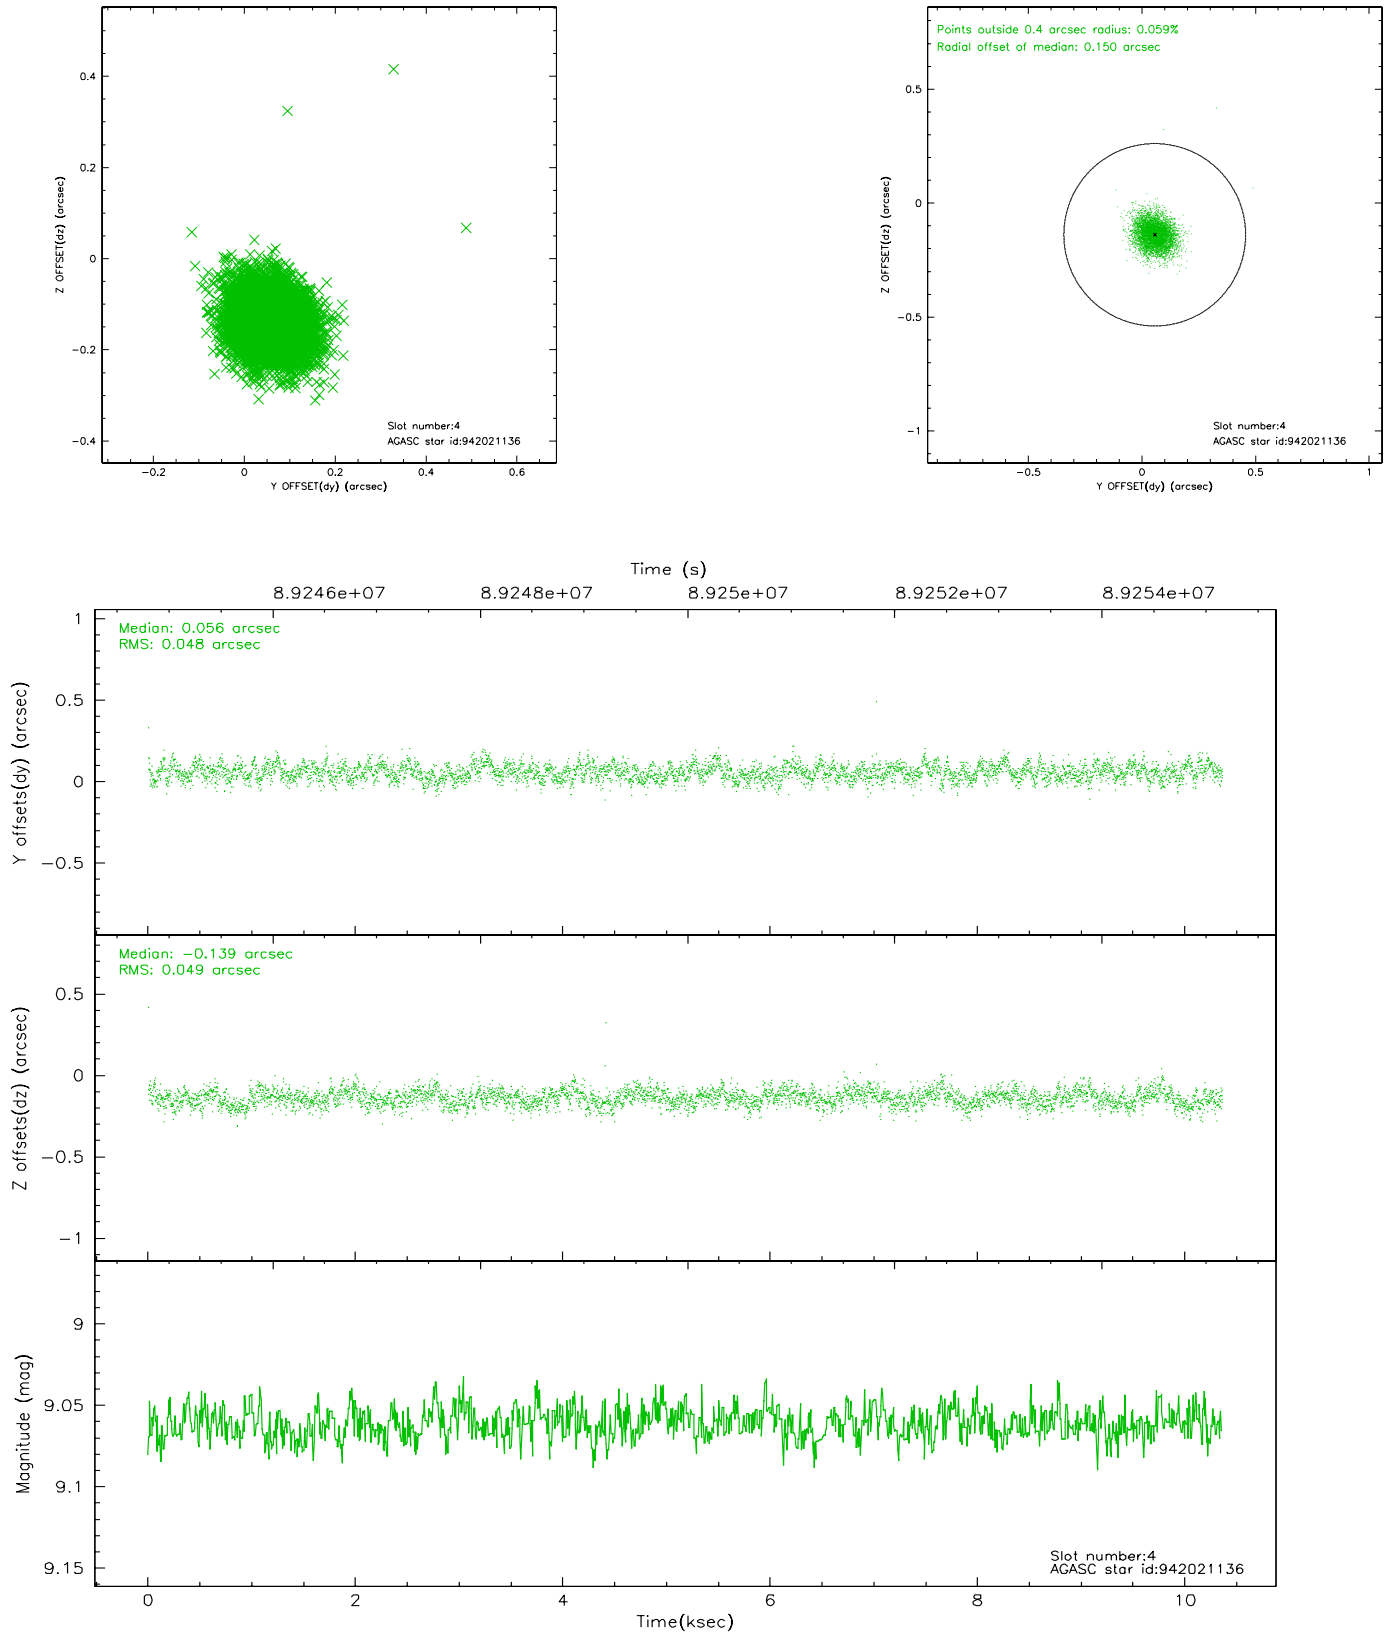 0.4
0.2
0
−0.2
−0.4
Z OFFSET(dz) (arcsec)
Slot number:4
AGASC star id:942021136
−0.2
0
0.2
0.4
0.6
Y OFFSET(dy) (arcsec)
Points outside 0.4 arcsec radius: 0.059%
Radial offset of median: 0.150 arcsec
0.5
0
−0.5
−1
Z OFFSET(dz) (arcsec)
Slot number:4
AGASC star id:942021136
−0.5
0
0.5
1
Y OFFSET(dy) (arcsec)
Time (s)
8.9246e+07
8.9248e+07
8.925e+07
8.9252e+07
8.9254e+07
Median: 0.056 arcsec
RMS: 0.048 arcsec
1
0.5
0
−0.5
Y offsets(dy) (arcsec)
Median: −0.139 arcsec
RMS: 0.049 arcsec
0.5
0
−0.5
−1
Z offsets(dz) (arcsec)
9
9.05
9.1
9.15
Magnitude (mag)
Slot number:4
AGASC star id:942021136
0
2
4
6
8
10
Time(ksec)